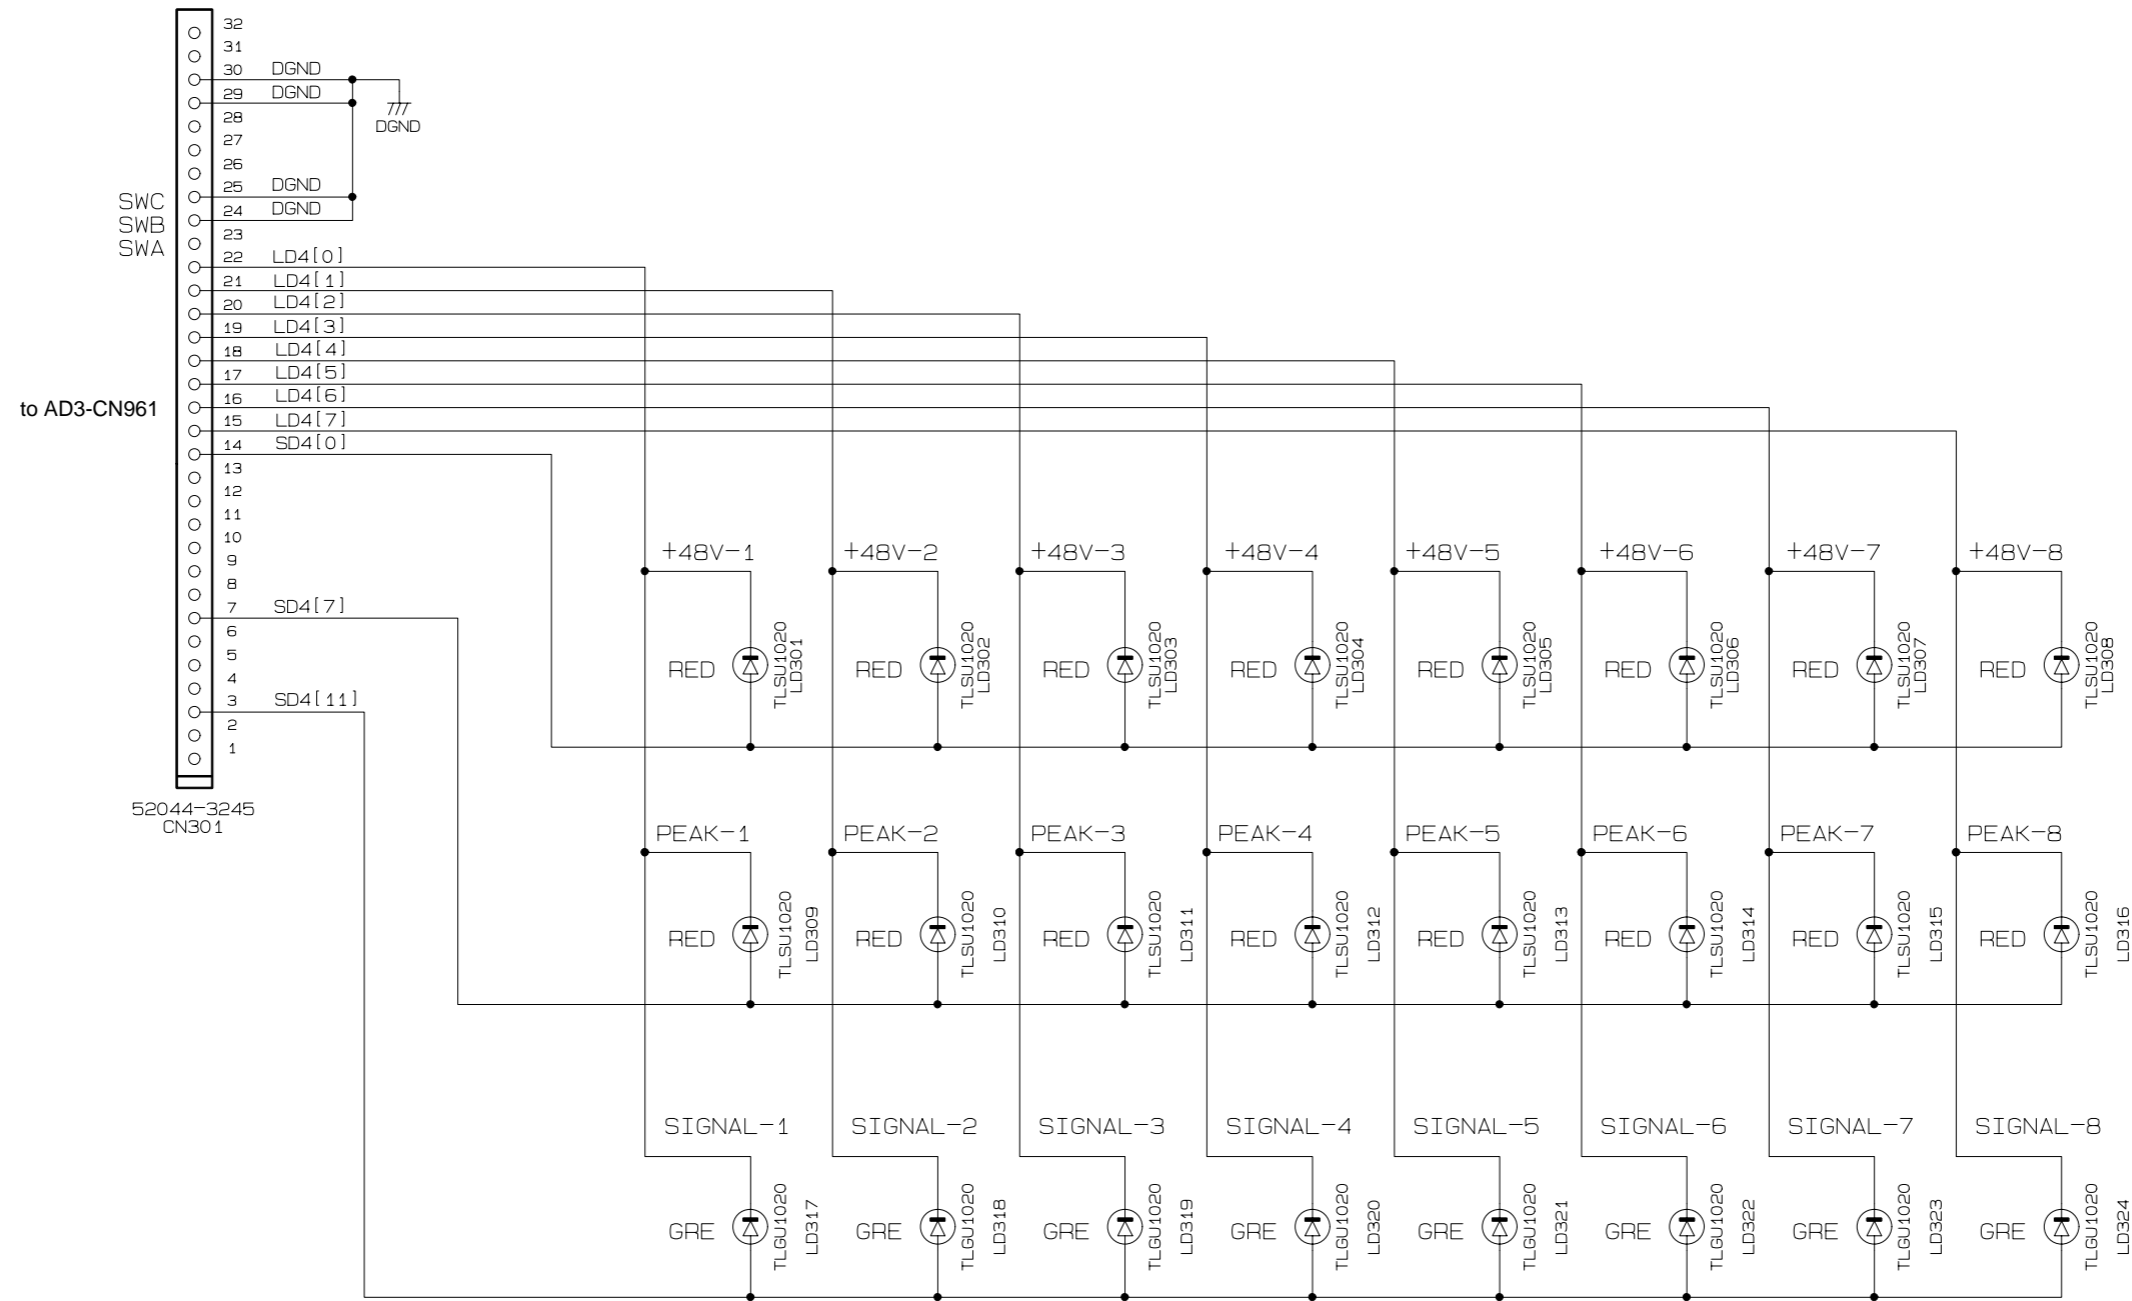 32
31
30 DGND
29 DGND
DGND
28
27
26
25 DGND
SWC
24 DGND
SWB
23
SWA
22 LD4[0]
21 LD4[1]
20 LD4[2]
19 LD4[3]
18 LD4[4]
17 LD4[5]
16 LD4[6]
to AD3-CN961
15 LD4[7]
14 SD4[0]
13
12
11
10
9
8
7 SD4[7]
6
5
4
3 SD4[11]
2
1
52044-3245
CN301
+48V-1 +48V-2 +48V-3 +48V-4 +48V-5 +48V-6 +48V-7 +48V-8
RED RED RED RED RED RED RED RED
TLSU1020
LD301
TLSU1020
LD302
TLSU1020
LD303
TLSU1020
LD304
TLSU1020
LD305
TLSU1020
LD306
TLSU1020
LD307
TLSU1020
LD308
PEAK-1 PEAK-2 PEAK-3 PEAK-4 PEAK-5 PEAK-6 PEAK-7 PEAK-8
RED RED RED RED RED RED RED RED
TLSU1020
LD309
TLSU1020
LD310
TLSU1020
LD311
TLSU1020
LD312
TLSU1020
LD313
TLSU1020
LD314
TLSU1020
LD315
TLSU1020
LD316
SIGNAL-1 SIGNAL-2 SIGNAL-3 SIGNAL-4 SIGNAL-5 SIGNAL-6 SIGNAL-7 SIGNAL-8
GRE GRE GRE GRE GRE GRE GRE GRE
TLGU1020
LD317
TLGU1020
LD318
TLGU1020
LD319
TLGU1020
LD320
TLGU1020
LD321
TLGU1020
LD322
TLGU1020
LD323
TLGU1020
LD324